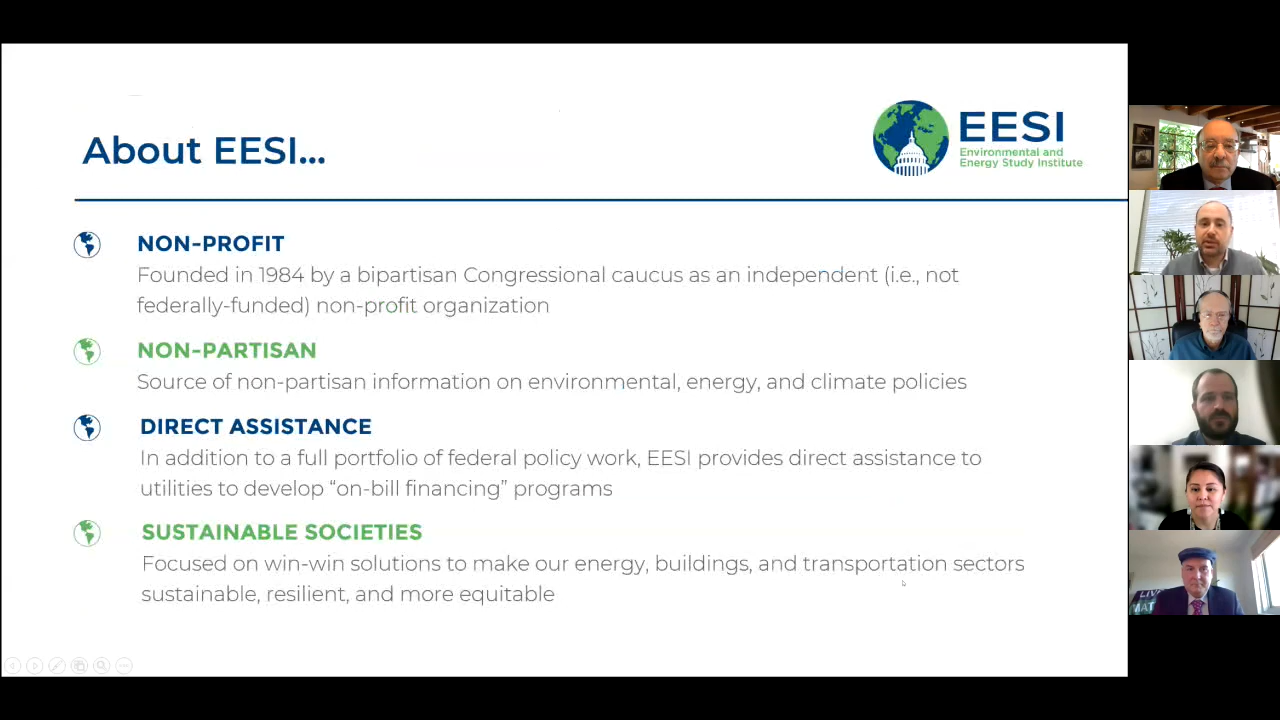 About EESI...
EESI
Environmental and
Energy Study Institute
NON-PROFIT
Founded in 1984 by a bipartisan Congressional caucus as an independent (i.e., not
federally-funded) non-profit organization
NON-PARTISAN
Source of non-partisan information on environmental, energy, and climate policies
DIRECT ASSISTANCE
In addition to a full portfolio of federal policy work, EESI provides direct assistance to
utilities to develop “on-bill financing” programs
SUSTAINABLE SOCIETIES
Focused on win-win solutions to make our energy, buildings, and transportation sectors
sustainable, resilient, and more equitable